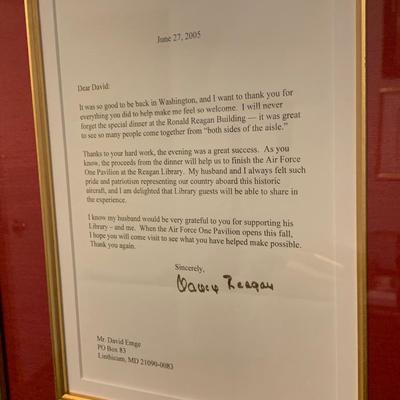 June 27, 2005
Dear David:
It was so good to be back in Washington, and I want to thank you for
everything you did to help make me feel so welcome.  I will never
forget the special dinner at the Ronald Reagan Building — it was great
to see so many people come together from “both sides of the aisle.”
Thanks to your hard work, the evening was a great success.  As you
know, the proceeds from the dinner will help us to finish the Air Force
One Pavilion at the Reagan Library.  My husband and I always felt such
pride and patriotism representing our country aboard this historic
aircraft, and I am delighted that Library guests will be able to share in
the experience.
I know my husband would be very grateful to you for supporting his
Library – and me.  When the Air Force One Pavilion opens this fall,
I hope you will come visit to see what you have helped make possible.
Thank you again.
Sincerely,
Nancy Reagan
Mr. David Emge
PO Box 83
Linthicum, MD 21090-0083